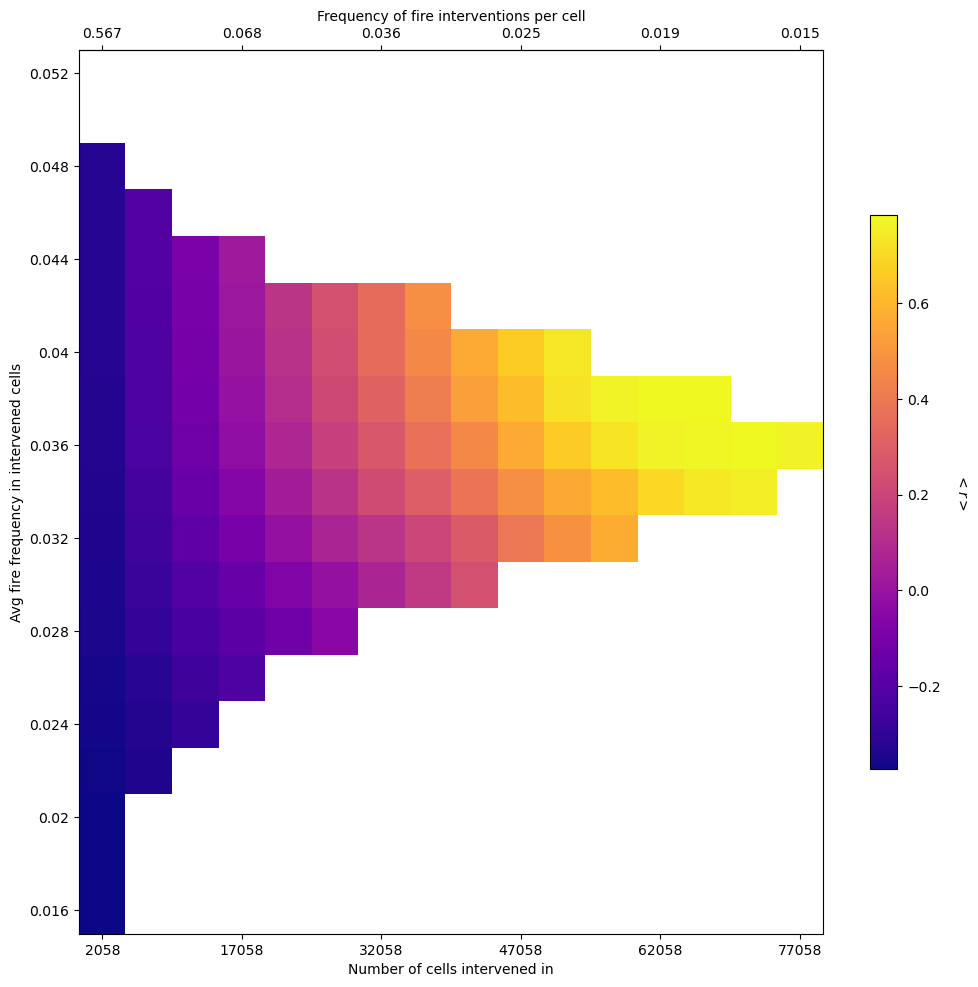 Frequency of fire interventions per cell
0.567 0.068 0.036 0.025 0.019 0.015
0.052
0.048
0.044
0.04
0.036
0.032
0.028
0.024
0.02
0.016
Avg fire frequency in intervened cells
2058 17058 32058 47058 62058 77058
Number of cells intervened in
0.6
0.4
0.2
0.0
−0.2
< r >